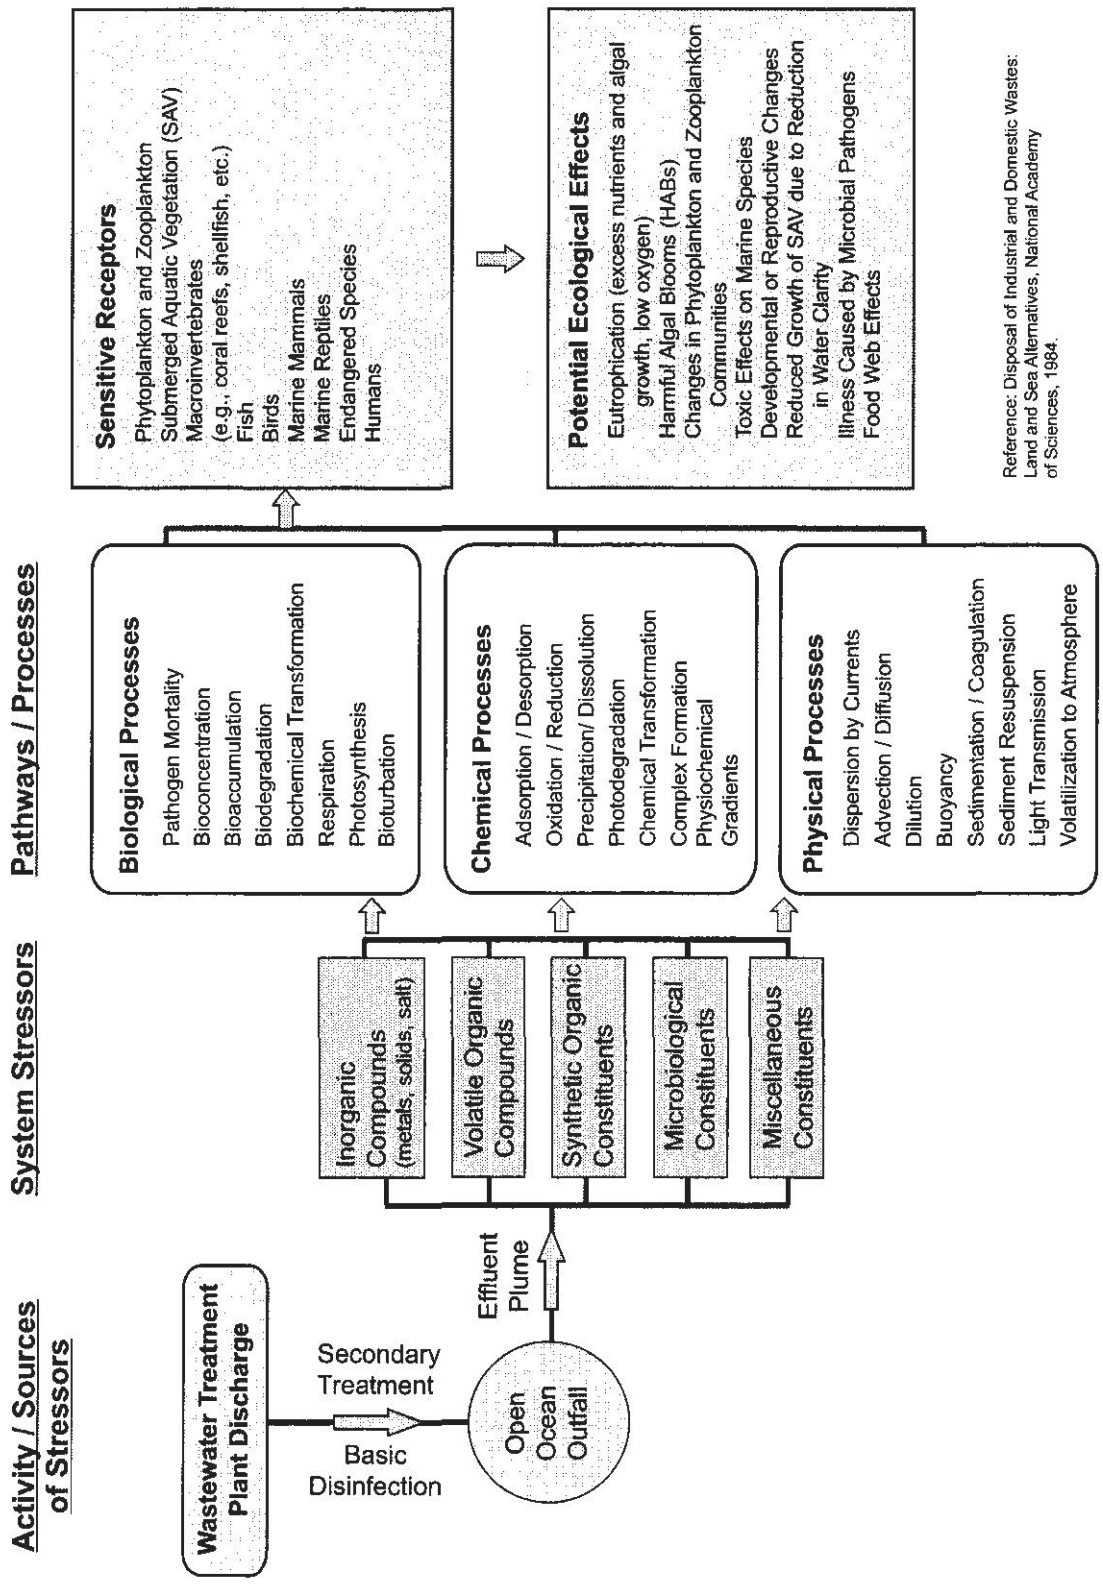 Activity / Sources
of Stressors
System Stressors
Pathways / Processes
Wastewater Treatment
Plant Discharge
Secondary
Treatment
Basic
Disinfection
Open
Ocean
Outfall
Effluent
Plume
Inorganic
Compounds
(metals, solids, salt)
Volatile Organic
Compounds
Synthetic Organic
Constituents
Microbiological
Constituents
Miscellaneous
Constituents
Biological Processes
Pathogen Mortality
Bioconcentration
Bioaccumulation
Biodegradation
Biochemical Transformation
Respiration
Photosynthesis
Bioturbation
Chemical Processes
Adsorption / Desorption
Oxidation / Reduction
Precipitation/ Dissolution
Photodegradation
Chemical Transformation
Complex Formation
Physiochemical
Gradients
Physical Processes
Dispersion by Currents
Advection / Diffusion
Dilution
Buoyancy
Sedimentation / Coagulation
Sediment Resuspension
Light Transmission
Volatilization to Atmosphere
Sensitive Receptors
Phytoplankton and Zooplankton
Submerged Aquatic Vegetation (SAV)
Macroinvertebrates
(e.g., coral reefs, shellfish, etc.)
Fish
Birds
Marine Mammals
Marine Reptiles
Endangered Species
Humans
Potential Ecological Effects
Eutrophication (excess nutrients and algal
growth, low oxygen)
Harmful Algal Blooms (HABs)
Changes in Phytoplankton and Zooplankton
Communities
Toxic Effects on Marine Species
Developmental or Reproductive Changes
Reduced Growth of SAV due to Reduction
in Water Clarity
Illness Caused by Microbial Pathogens
Food Web Effects
Reference: Disposal of Industrial and Domestic Wastes:
Land and Sea Alternatives, National Academy
of Sciences, 1984.